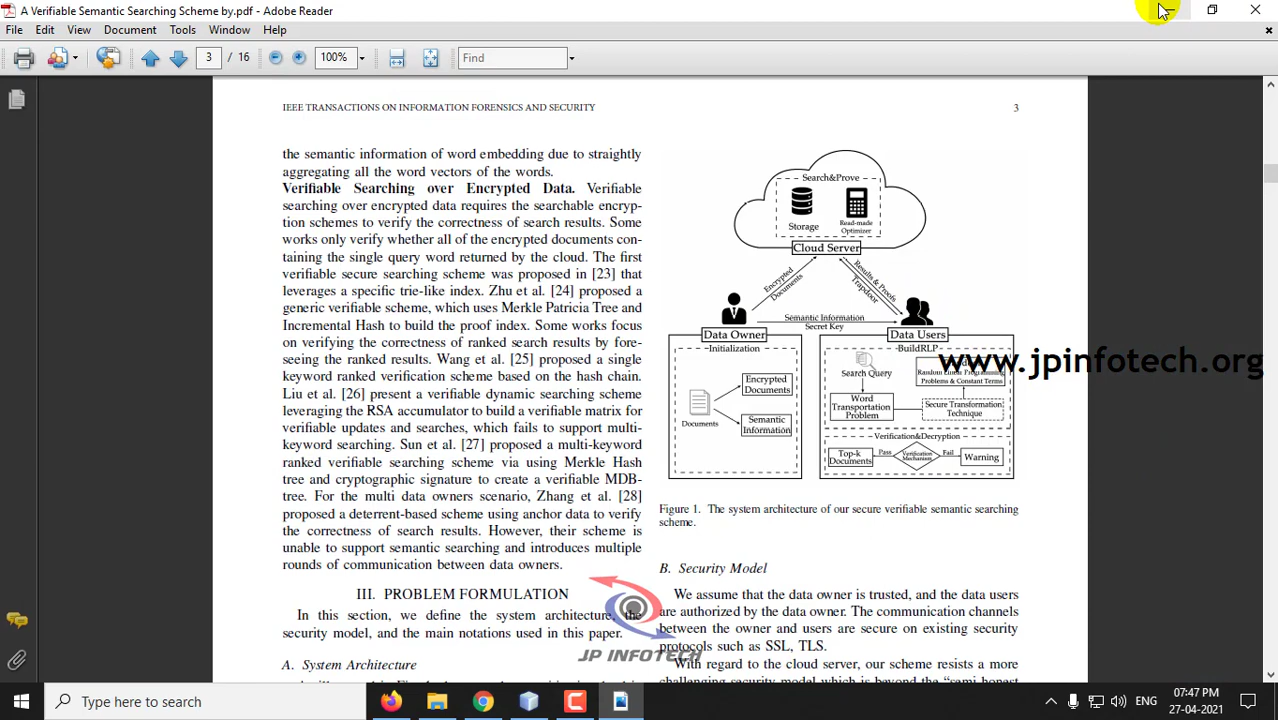 A Verifiable Semantic Searching Scheme by.pdf - Adobe Reader
File Edit View Document Tools Window Help
3 / 16 100% Find
IEEE TRANSACTIONS ON INFORMATION FORENSICS AND SECURITY
3
the semantic information of word embedding due to straightly
aggregating all the word vectors of the words.
Verifiable Searching over Encrypted Data. Verifiable
searching over encrypted data requires the searchable encryp-
tion schemes to verify the correctness of search results. Some
works only verify whether all of the encrypted documents con-
taining the single query word returned by the cloud. The first
verifiable secure searching scheme was proposed in [23] that
leverages a specific trie-like index. Zhu et al. [24] proposed a
generic verifiable scheme, which uses Merkle Patricia Tree and
Incremental Hash to build the proof index. Some works focus
on verifying the correctness of ranked search results by fore-
seeing the ranked results. Wang et al. [25] proposed a single
keyword ranked verification scheme based on the hash chain.
Liu et al. [26] present a verifiable dynamic searching scheme
leveraging the RSA accumulator to build a verifiable matrix for
verifiable updates and searches, which fails to support multi-
keyword searching. Sun et al. [27] proposed a multi-keyword
ranked verifiable searching scheme via using Merkle Hash
tree and cryptographic signature to create a verifiable MDB-
tree. For the multi data owners scenario, Zhang et al. [28]
proposed a deterrent-based scheme using anchor data to verify
the correctness of search results. However, their scheme is
unable to support semantic searching and introduces multiple
rounds of communication between data owners.
III. PROBLEM FORMULATION
In this section, we define the system architecture, the
security model, and the main notations used in this paper.
A. System Architecture
Search&Prove
Storage
Read-made
Optimizer
Cloud Server
Encrypted
Documents
Results & Proofs
Trapdoor
Semantic Information
Secret Key
Data Owner
Data Users
Initialization
BuildRLP
Documents
Encrypted
Documents
Semantic
Information
Search Query
Random Linear Programming
Problems & Constant Terms
Word
Transportation
Problem
Secure Transformation
Technique
Verification&Decryption
Top-k
Documents
Pass
Verification
Mechanism
Fail
Warning
www.jpinfotech.org
Figure 1. The system architecture of our secure verifiable semantic searching
scheme.
B. Security Model
We assume that the data owner is trusted, and the data users
are authorized by the data owner. The communication channels
between the owner and users are secure on existing security
protocols such as SSL, TLS.
With regard to the cloud server, our scheme resists a more
challenging security model which is beyond the “semi-honest
JP INFOTECH
Type here to search
ENG
07:47 PM
27-04-2021